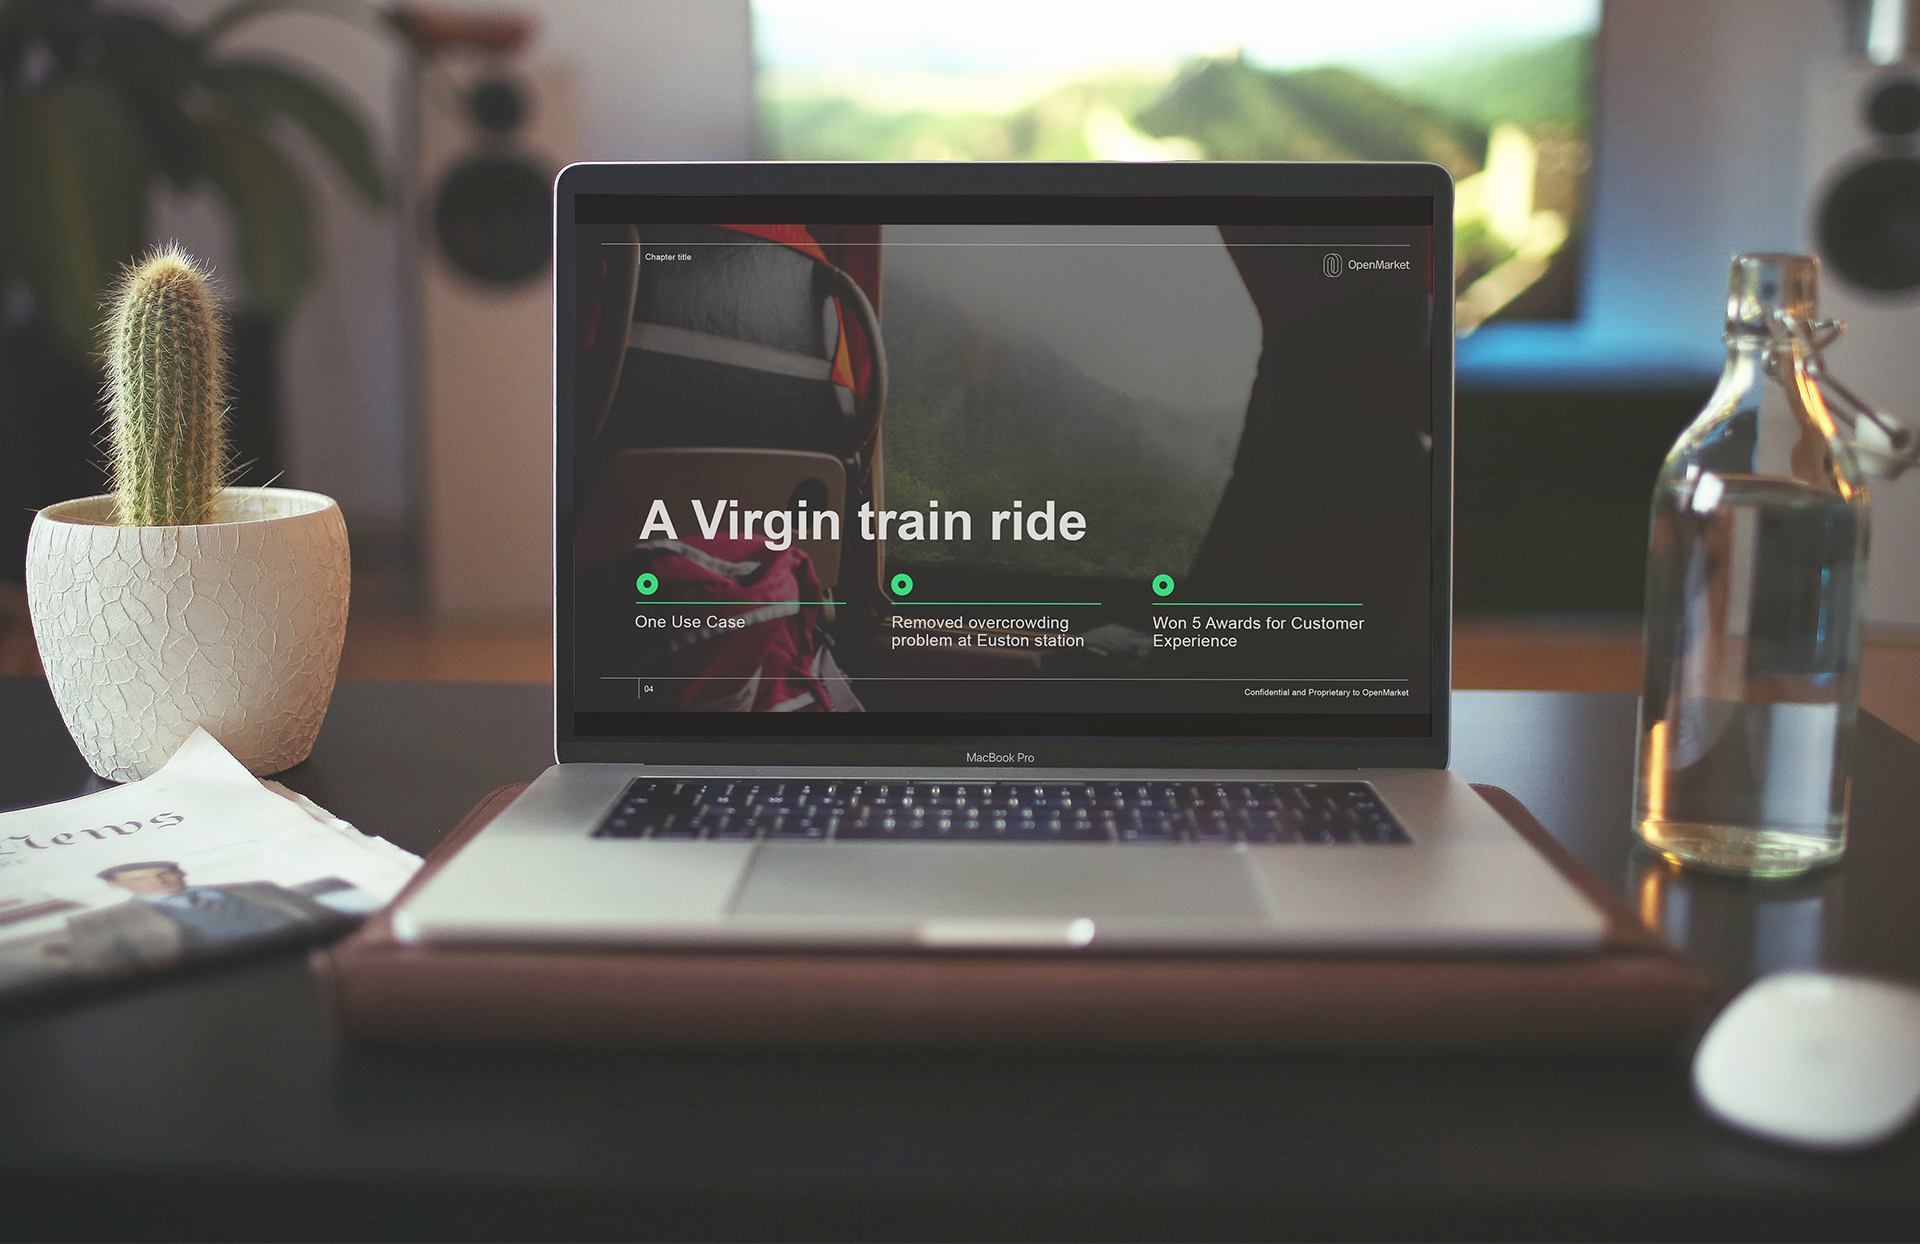 Chapter title
OpenMarket
A Virgin train ride
One Use Case
Removed overcrowding
problem at Euston station
Won 5 Awards for Customer
Experience
04
Confidential and Proprietary to OpenMarket
MacBook Pro
News